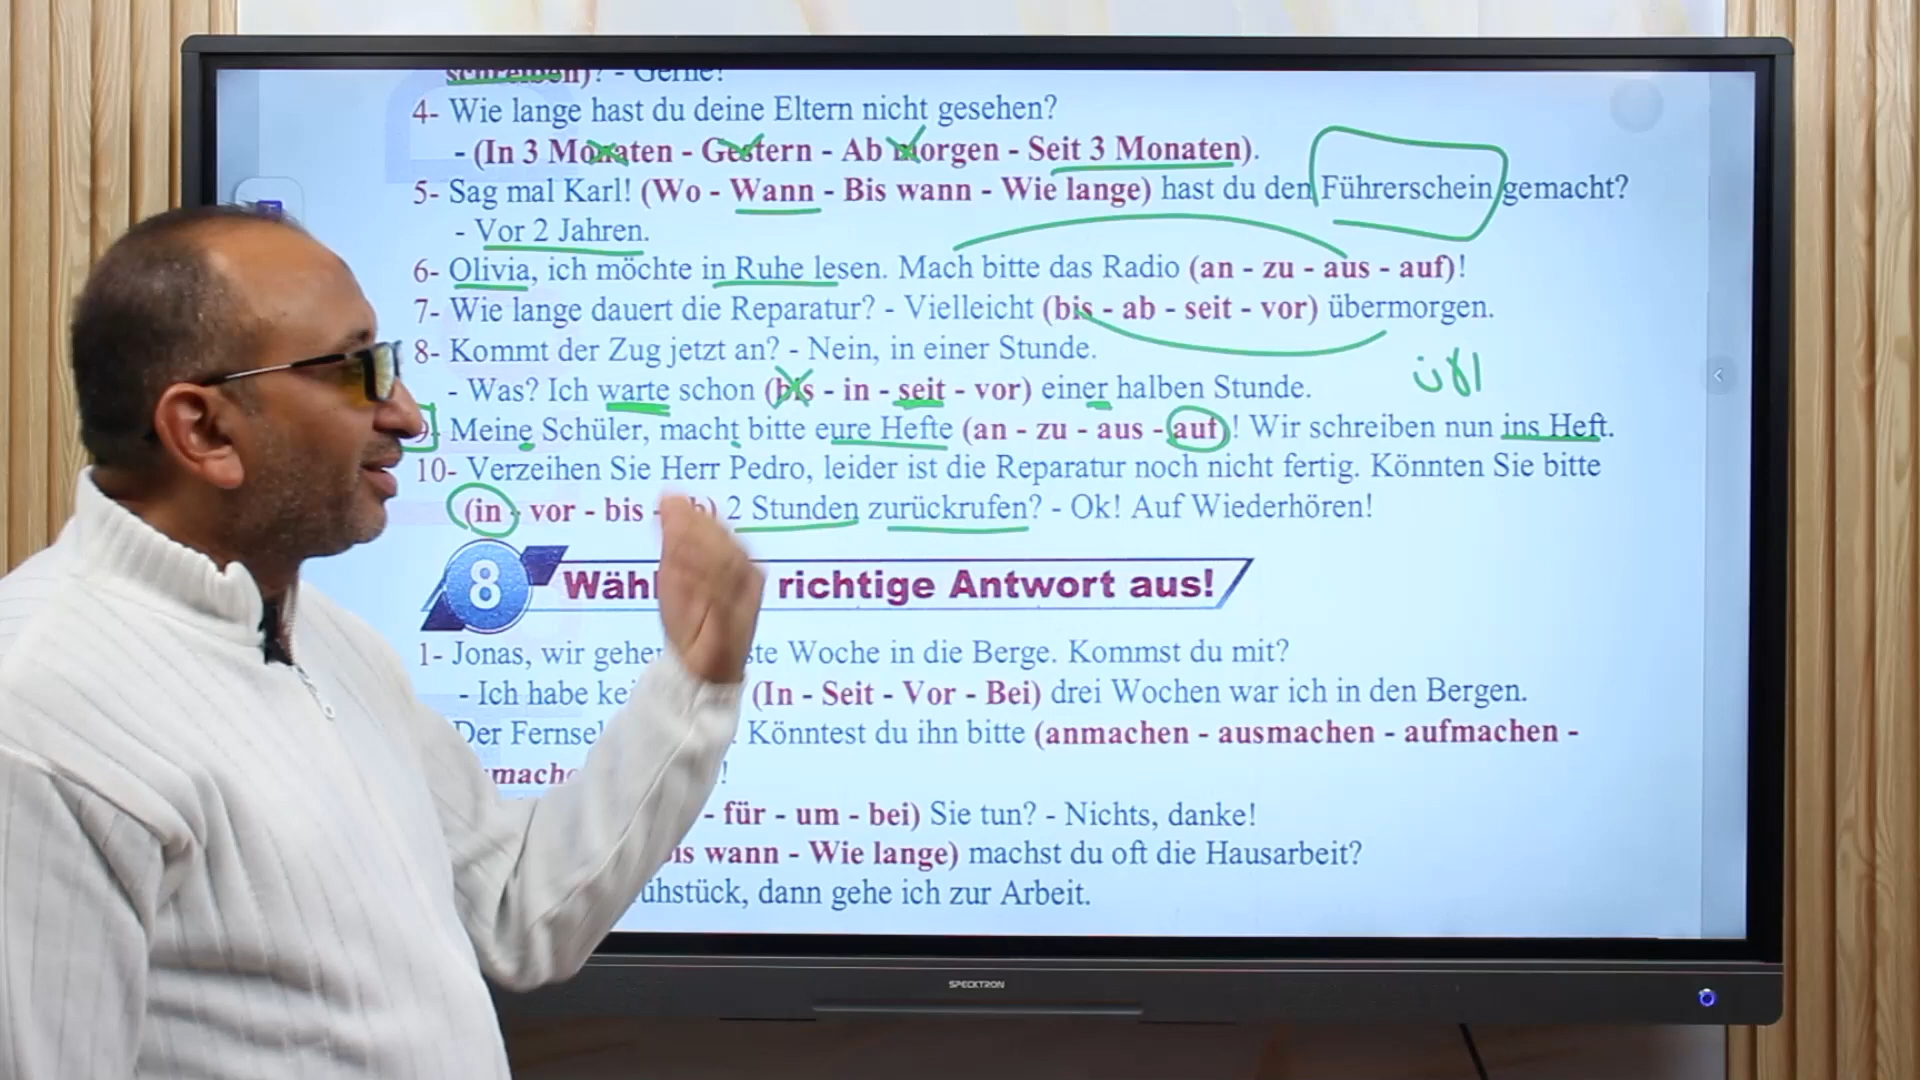 schreiben)? - Gerne!
4- Wie lange hast du deine Eltern nicht gesehen?
- (In 3 Monaten - Gestern - Ab Morgen - Seit 3 Monaten).
5- Sag mal Karl! (Wo - Wann - Bis wann - Wie lange) hast du den Führerschein gemacht?
- Vor 2 Jahren.
6- Olivia, ich möchte in Ruhe lesen. Mach bitte das Radio (an - zu - aus - auf)!
7- Wie lange dauert die Reparatur? - Vielleicht (bis - ab - seit - vor) übermorgen.
8- Kommt der Zug jetzt an? - Nein, in einer Stunde.
الان
- Was? Ich warte schon (bis - in - seit - vor) einer halben Stunde.
9- Meine Schüler, macht bitte eure Hefte (an - zu - aus - auf)! Wir schreiben nun ins Heft.
10- Verzeihen Sie Herr Pedro, leider ist die Reparatur noch nicht fertig. Könnten Sie bitte
(in - vor - bis - 2 Stunden zurückrufen? - Ok! Auf Wiederhören!
8 richtige Antwort aus!
1- Jonas, wir Woche in die Berge. Kommst du mit?
- Ich habe (In - Seit - Vor - Bei) drei Wochen war ich in den Bergen.
Der Könntest du ihn bitte (anmachen - ausmachen - aufmachen -
- für - um - bei) Sie tun? - Nichts, danke!
wann - Wie lange) machst du oft die Hausarbeit?
dann gehe ich zur Arbeit.
SPECKTRON